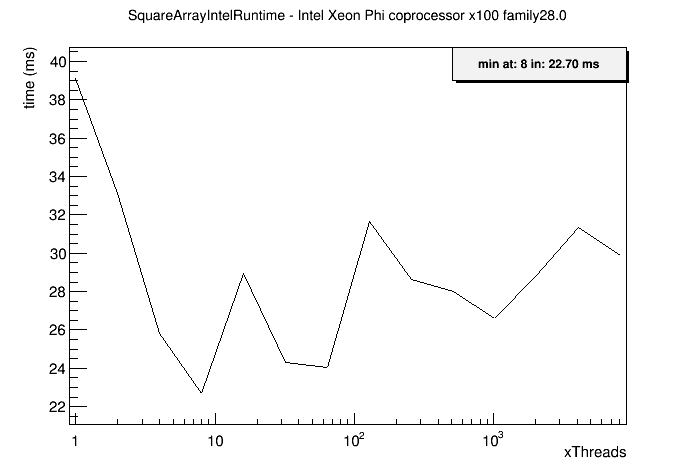 SquareArrayIntelRuntime - Intel Xeon Phi coprocessor x100 family28.0
time (ms)
min at: 8 in: 22.70 ms
40
38
36
34
32
30
28
26
24
22
1 10 10² 10³
xThreads